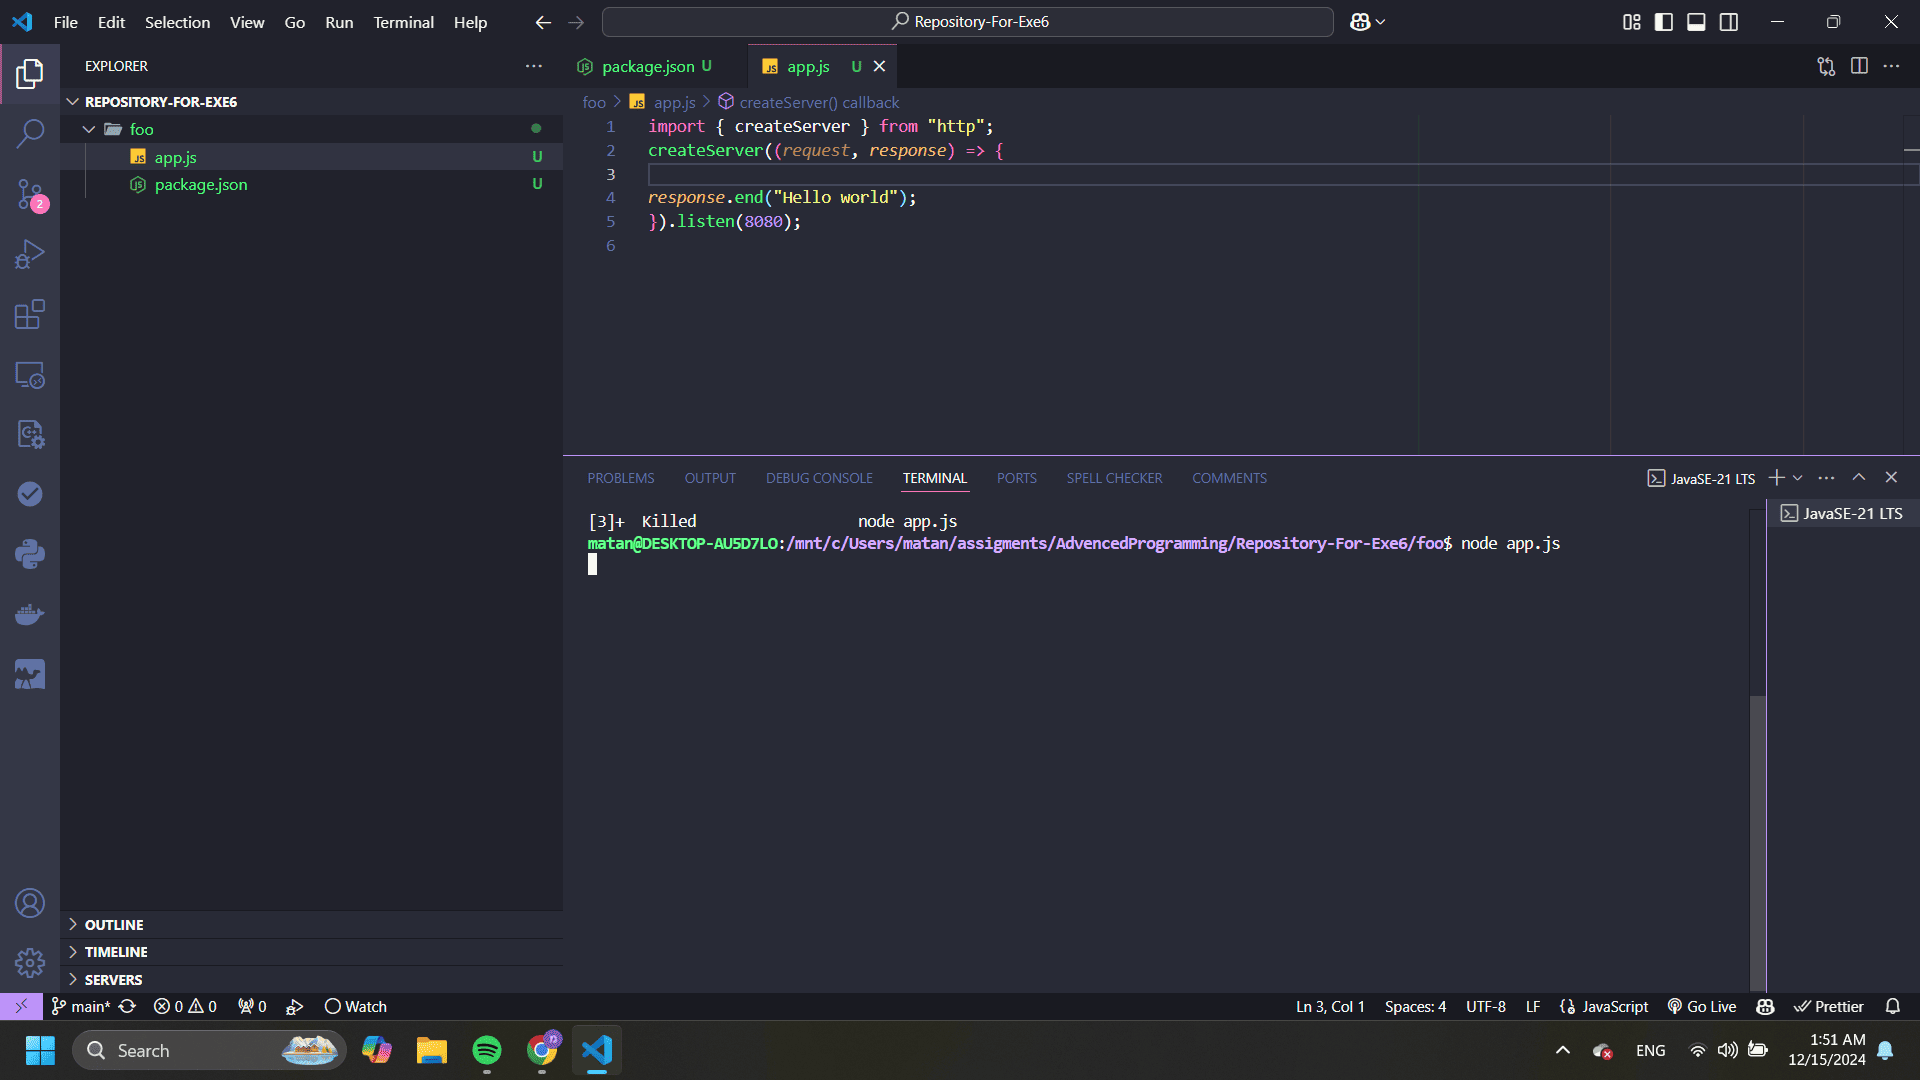 File Edit Selection View Go Run Terminal Help
Repository-For-Exe6
EXPLORER
REPOSITORY-FOR-EXE6
foo
JS app.js U
package.json U
2
OUTLINE
TIMELINE
SERVERS
package.json U
JS app.js U
foo > JS app.js > createServer() callback
1 import { createServer } from "http";
2 createServer((request, response) => {
3
4 response.end("Hello world");
5 }).listen(8080);
6
PROBLEMS OUTPUT DEBUG CONSOLE TERMINAL PORTS SPELL CHECKER COMMENTS
JavaSE-21 LTS
[3]+ Killed node app.js
matan@DESKTOP-AU5D7LO:/mnt/c/Users/matan/assigments/AdvencedProgramming/Repository-For-Exe6/foo$ node app.js
JavaSE-21 LTS
main* 0 0 0 Watch
Ln 3, Col 1 Spaces: 4 UTF-8 LF JavaScript Go Live Prettier
Search
n
ENG
1:51 AM
12/15/2024